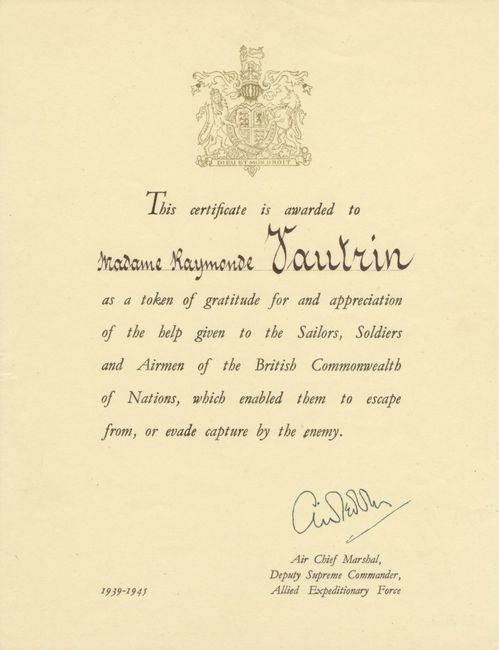 DIEU ET MON DROIT
This certificate is awarded to
Madame Raymonde Vautrin
as a token of gratitude for and appreciation
of the help given to the Sailors, Soldiers
and Airmen of the British Commonwealth
of Nations, which enabled them to escape
from, or evade capture by the enemy.
Air Chief Marshal,
Deputy Supreme Commander,
1939-1945 Allied Expeditionary Force